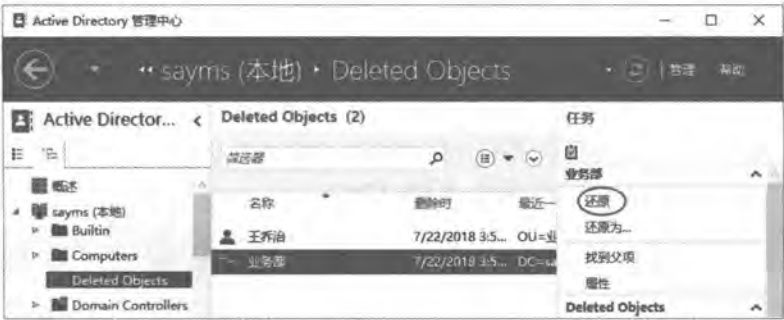 Active Directory 管理中心
sayms (本地) • Deleted Objects
管理 帮助
Active Director...
Deleted Objects (2)
任务
筛选器
概述
sayms (本地)
Builtin
Computers
Deleted Objects
Domain Controllers
名称 删除时 最近一
王乔治 7/22/2018 3:5... OU=业
业务部 7/22/2018 3:5... DC=sa
业务部
还原
还原为...
找到父项
属性
Deleted Objects